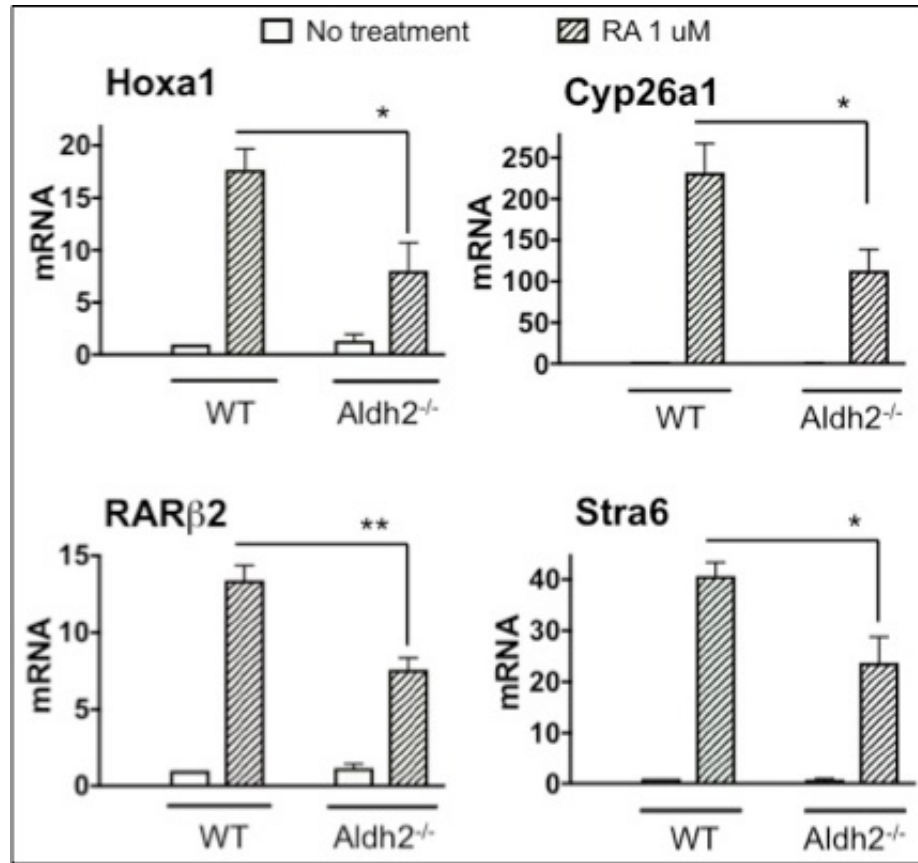 No treatment RA 1 uM
Hoxa1
*
mRNA
20
15
10
5
0
WT Aldh2-/-
Cyp26a1
*
mRNA
250
200
150
100
50
0
WT Aldh2-/-
RARβ2
**
mRNA
15
10
5
0
WT Aldh2-/-
Stra6
*
mRNA
40
30
20
10
0
WT Aldh2-/-